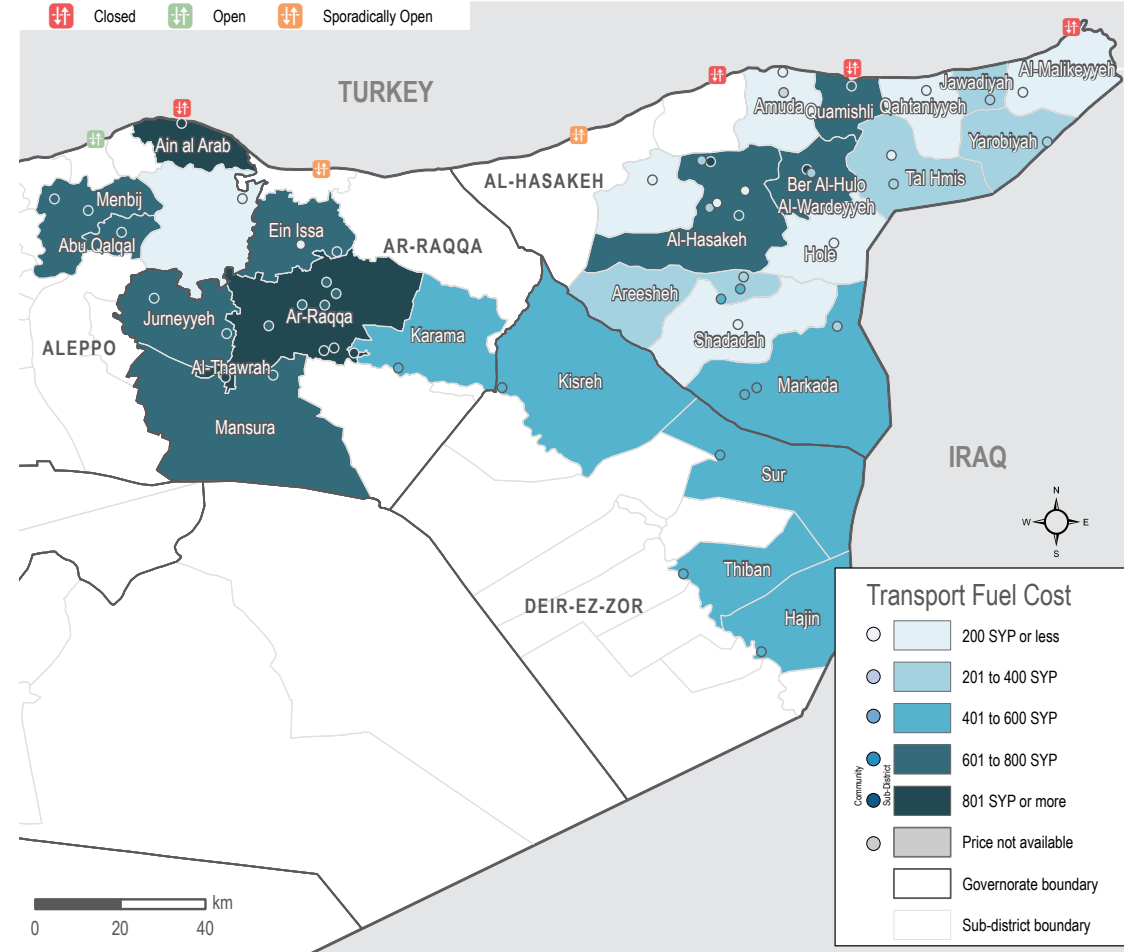 Closed
Open
Sporadically Open
TURKEY
Al-Malikeyyeh
Jawadiyah
Amuda
Quamishli
Qahtaniyyeh
Ain al Arab
Yarobiyah
AL-HASAKEH
Tal Hmis
Ber Al-Hulo
Al-Wardeyyeh
Menbij
Ein Issa
Abu Qalqal
AR-RAQQA
Al-Hasakeh
Hole
Areesheh
Jurneyyeh
Ar-Raqqa
Karama
Shadadah
ALEPPO
Al-Thawrah
Kisreh
Markada
Mansura
IRAQ
Sur
N
W
E
S
Thiban
DEIR-EZ-ZOR
Hajin
Transport Fuel Cost
200 SYP or less
201 to 400 SYP
401 to 600 SYP
601 to 800 SYP
801 SYP or more
Community
Sub-District
Price not available
Governorate boundary
Sub-district boundary
km
0
20
40